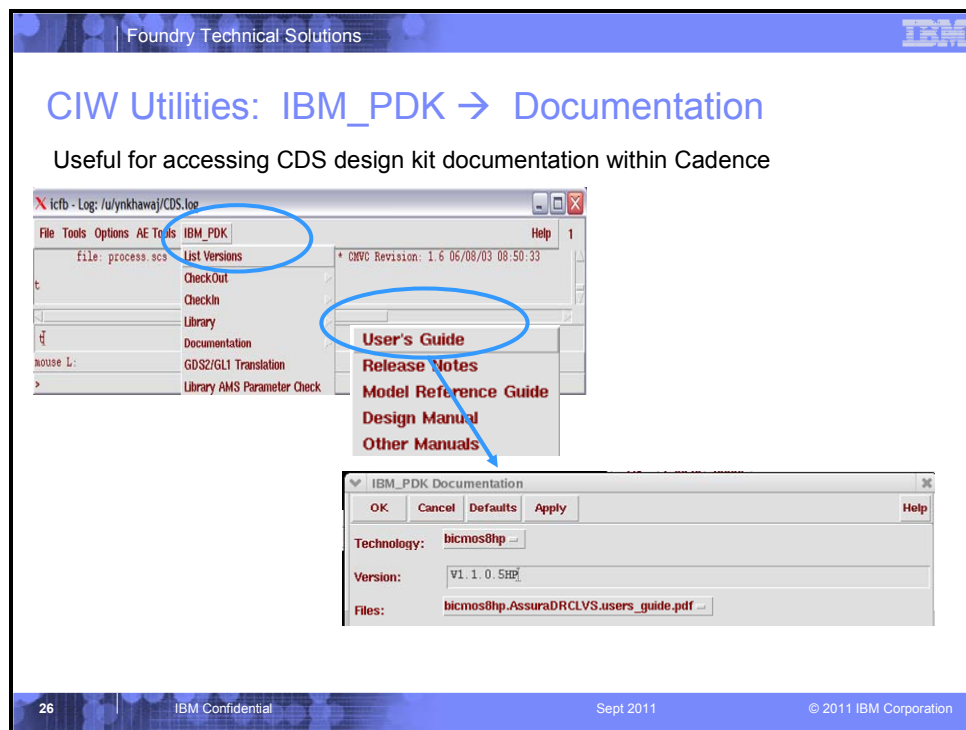 Foundry Technical Solutions
IBM
CIW Utilities: IBM_PDK → Documentation
Useful for accessing CDS design kit documentation within Cadence
X icfb - Log: /u/ynkhawaj/CDS.log
File Tools Options AE Tools IBM_PDK Help 1
file: process.scs
* CMVC Revision: 1.6 06/08/03 08:50:33
t
List Versions
CheckOut
CheckIn
Library
Documentation
GDS2/GL1 Translation
Library AMS Parameter Check
mouse L:
>
User's Guide
Release Notes
Model Reference Guide
Design Manual
Other Manuals
IBM_PDK Documentation
OK Cancel Defaults Apply Help
Technology: bicmos8hp
Version: V1.1.0.5HP
Files: bicmos8hp.AssuraDRCLVS.users_guide.pdf
26 IBM Confidential Sept 2011 © 2011 IBM Corporation